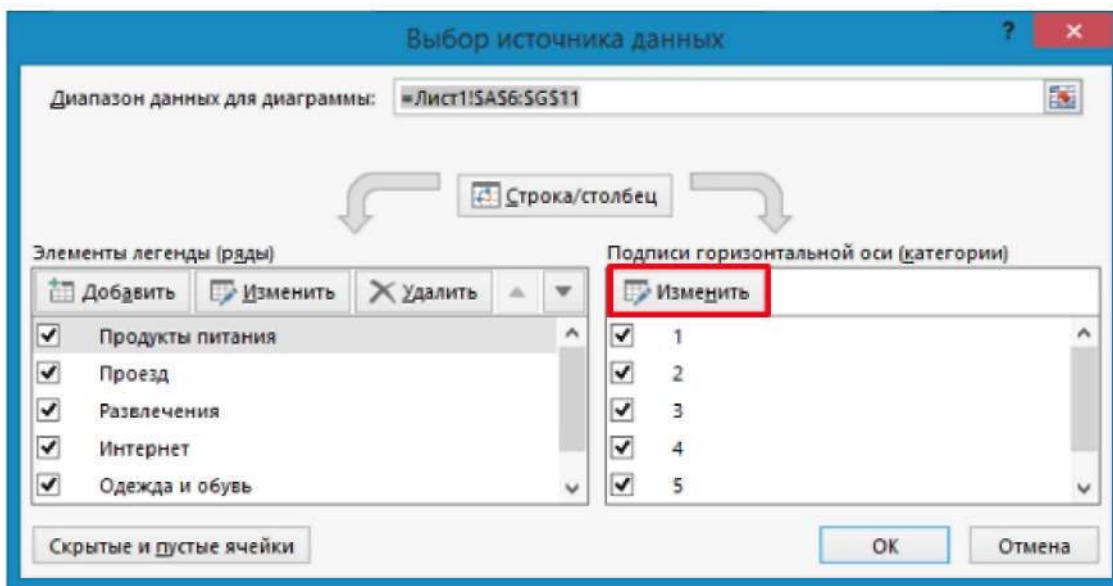 Выбор источника данных
?
Диапазон данных для диаграммы: =Лист1!$A$6:$G$11
Строка/столбец
Элементы легенды (ряды)
Добавить Изменить Удалить
Продукты питания
Проезд
Развлечения
Интернет
Одежда и обувь
Подписи горизонтальной оси (категории)
Изменить
1
2
3
4
5
Скрытые и пустые ячейки
ОК Отмена